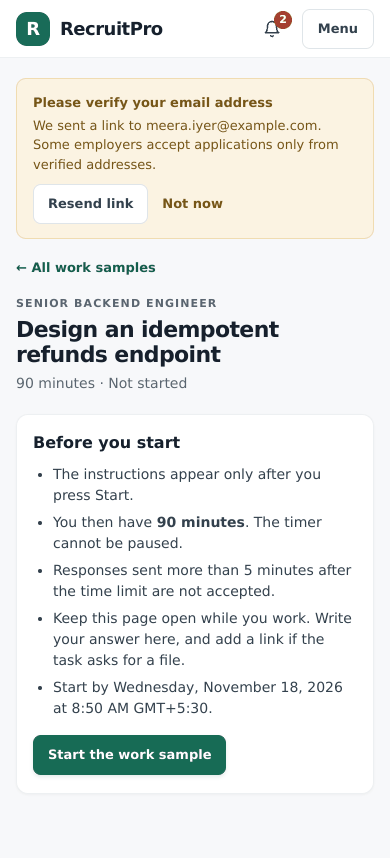 R RecruitPro 2 Menu
Please verify your email address
We sent a link to meera.iyer@example.com.
Some employers accept applications only from
verified addresses.
Resend link Not now
← All work samples
SENIOR BACKEND ENGINEER
Design an idempotent
refunds endpoint
90 minutes · Not started
Before you start
• The instructions appear only after you
press Start.
• You then have 90 minutes. The timer
cannot be paused.
• Responses sent more than 5 minutes after
the time limit are not accepted.
• Keep this page open while you work. Write
your answer here, and add a link if the
task asks for a file.
• Start by Wednesday, November 18, 2026
at 8:50 AM GMT+5:30.
Start the work sample